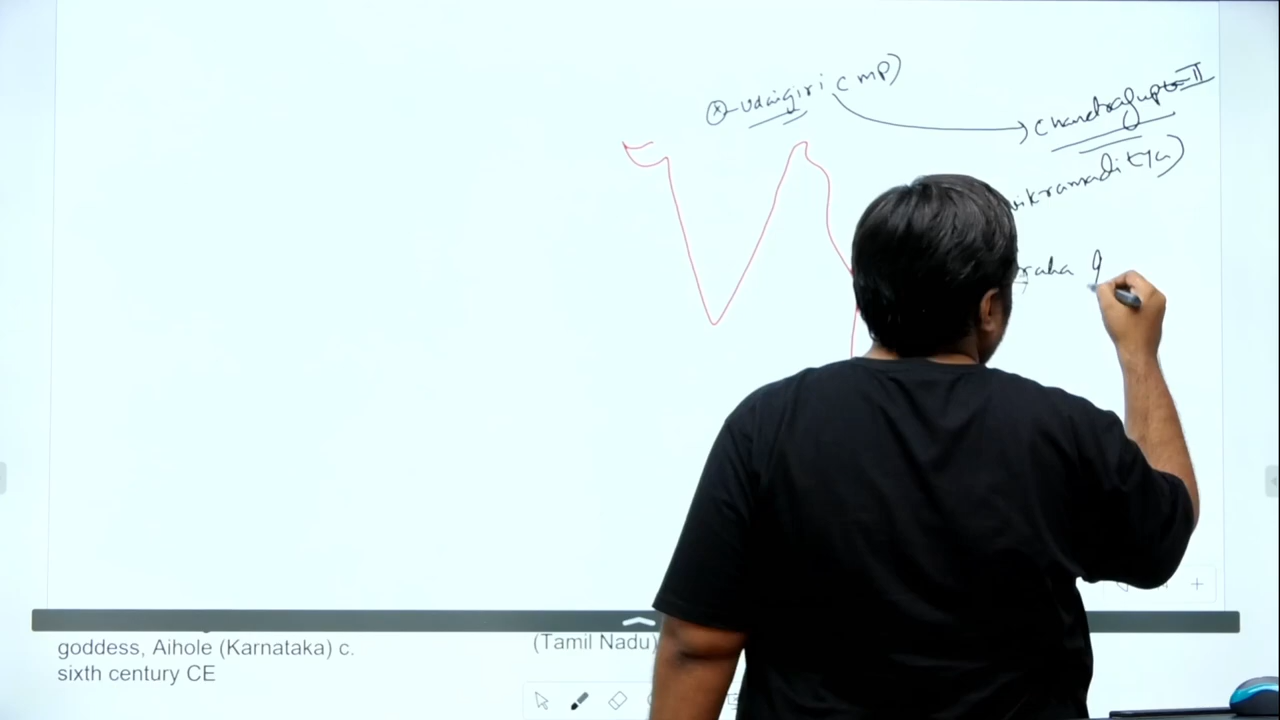 Udaigiri (MP)
Chandragupta-II
vikramaditya)
raha
goddess, Aihole (Karnataka) c.
sixth century CE
(Tamil Nadu)